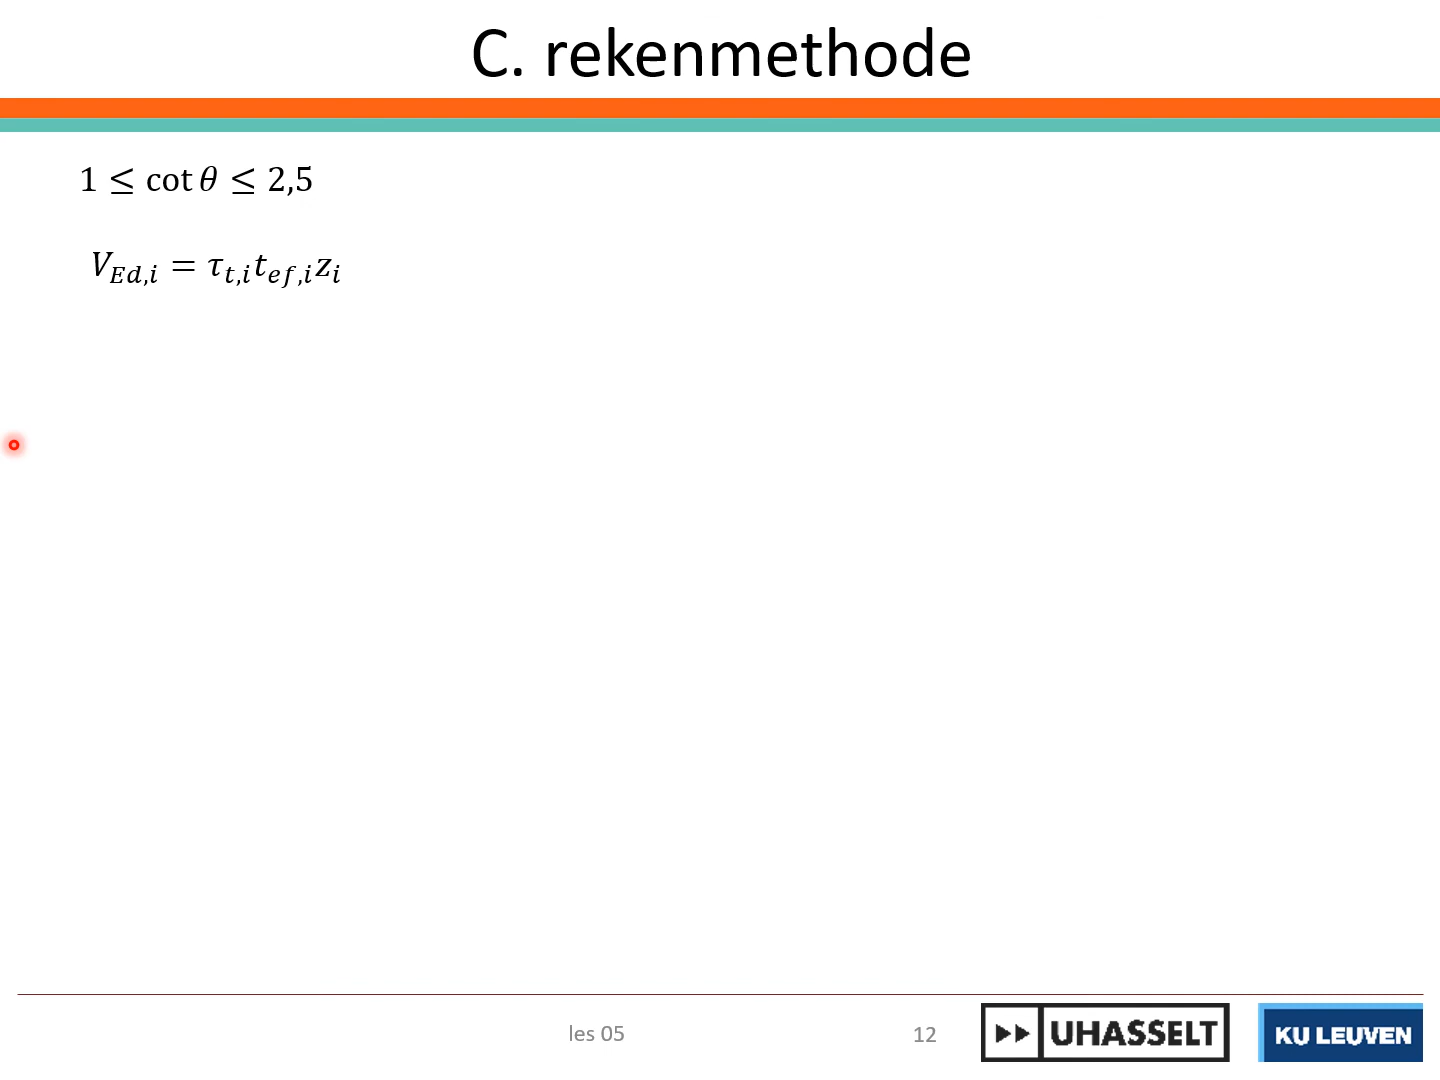 C. rekenmethode
1 ≤ cot θ ≤ 2,5
V_{Ed,i} = τ_{t,i} t_{ef,i} z_i
les 05
12
UHASSELT
KU LEUVEN